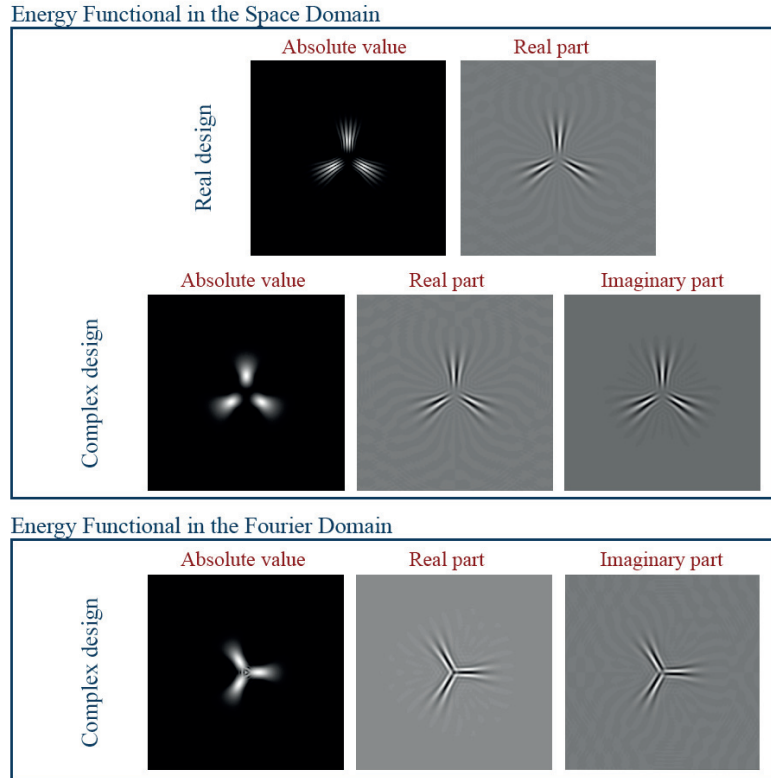 Energy Functional in the Space Domain
Absolute value Real part
Real design
Absolute value Real part Imaginary part
Complex design
Energy Functional in the Fourier Domain
Absolute value Real part Imaginary part
Complex design